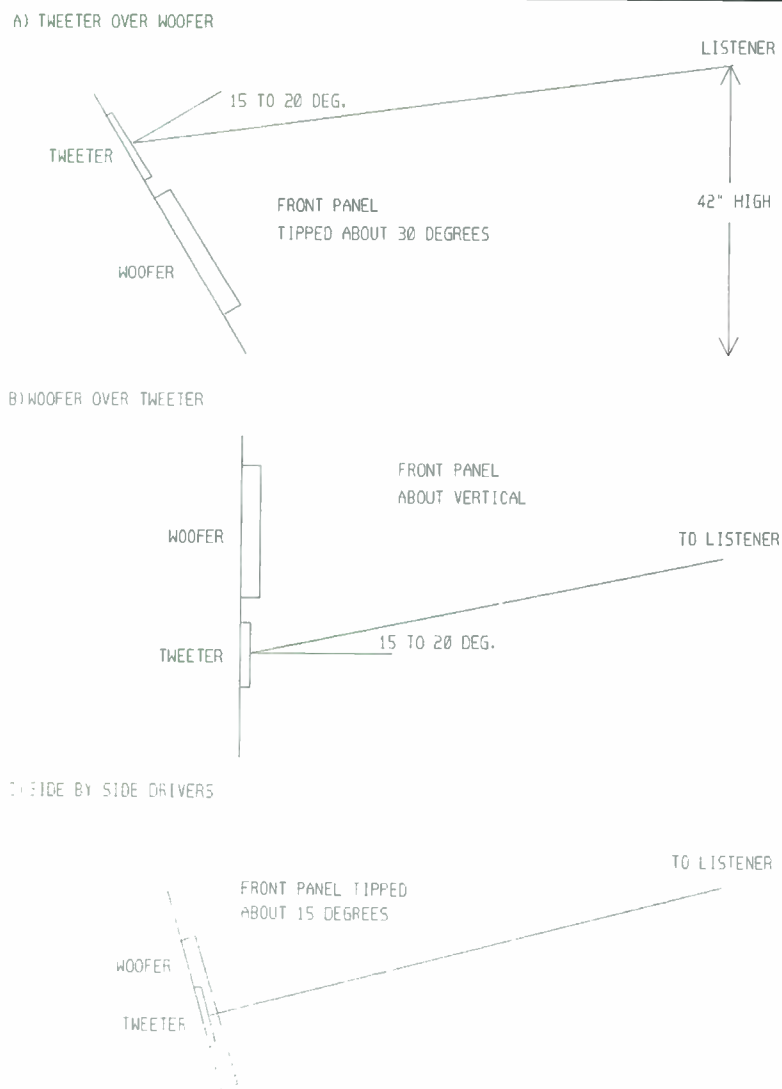 A) TWEETER OVER WOOFER
LISTENER
15 TO 20 DEG.
TWEETER
42" HIGH
FRONT PANEL
TIPPED ABOUT 30 DEGREES
WOOFER
B) WOOFER OVER TWEETER
FRONT PANEL
ABOUT VERTICAL
WOOFER
TO LISTENER
15 TO 20 DEG.
TWEETER
SIDE BY SIDE DRIVERS
TO LISTENER
FRONT PANEL TIPPED
ABOUT 15 DEGREES
WOOFER
TWEETER